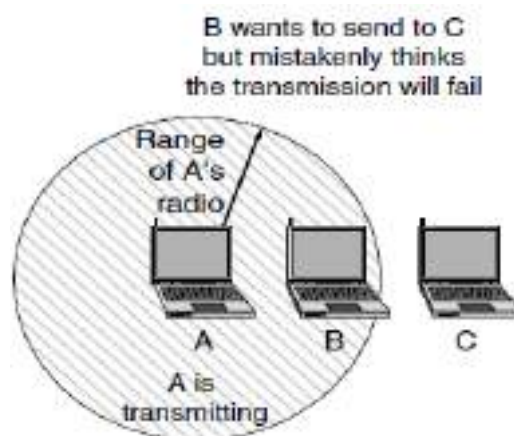 B wants to send to C
but mistakenly thinks
the transmission will fail
Range
of A's
radio
A
B
C
A is
transmitting